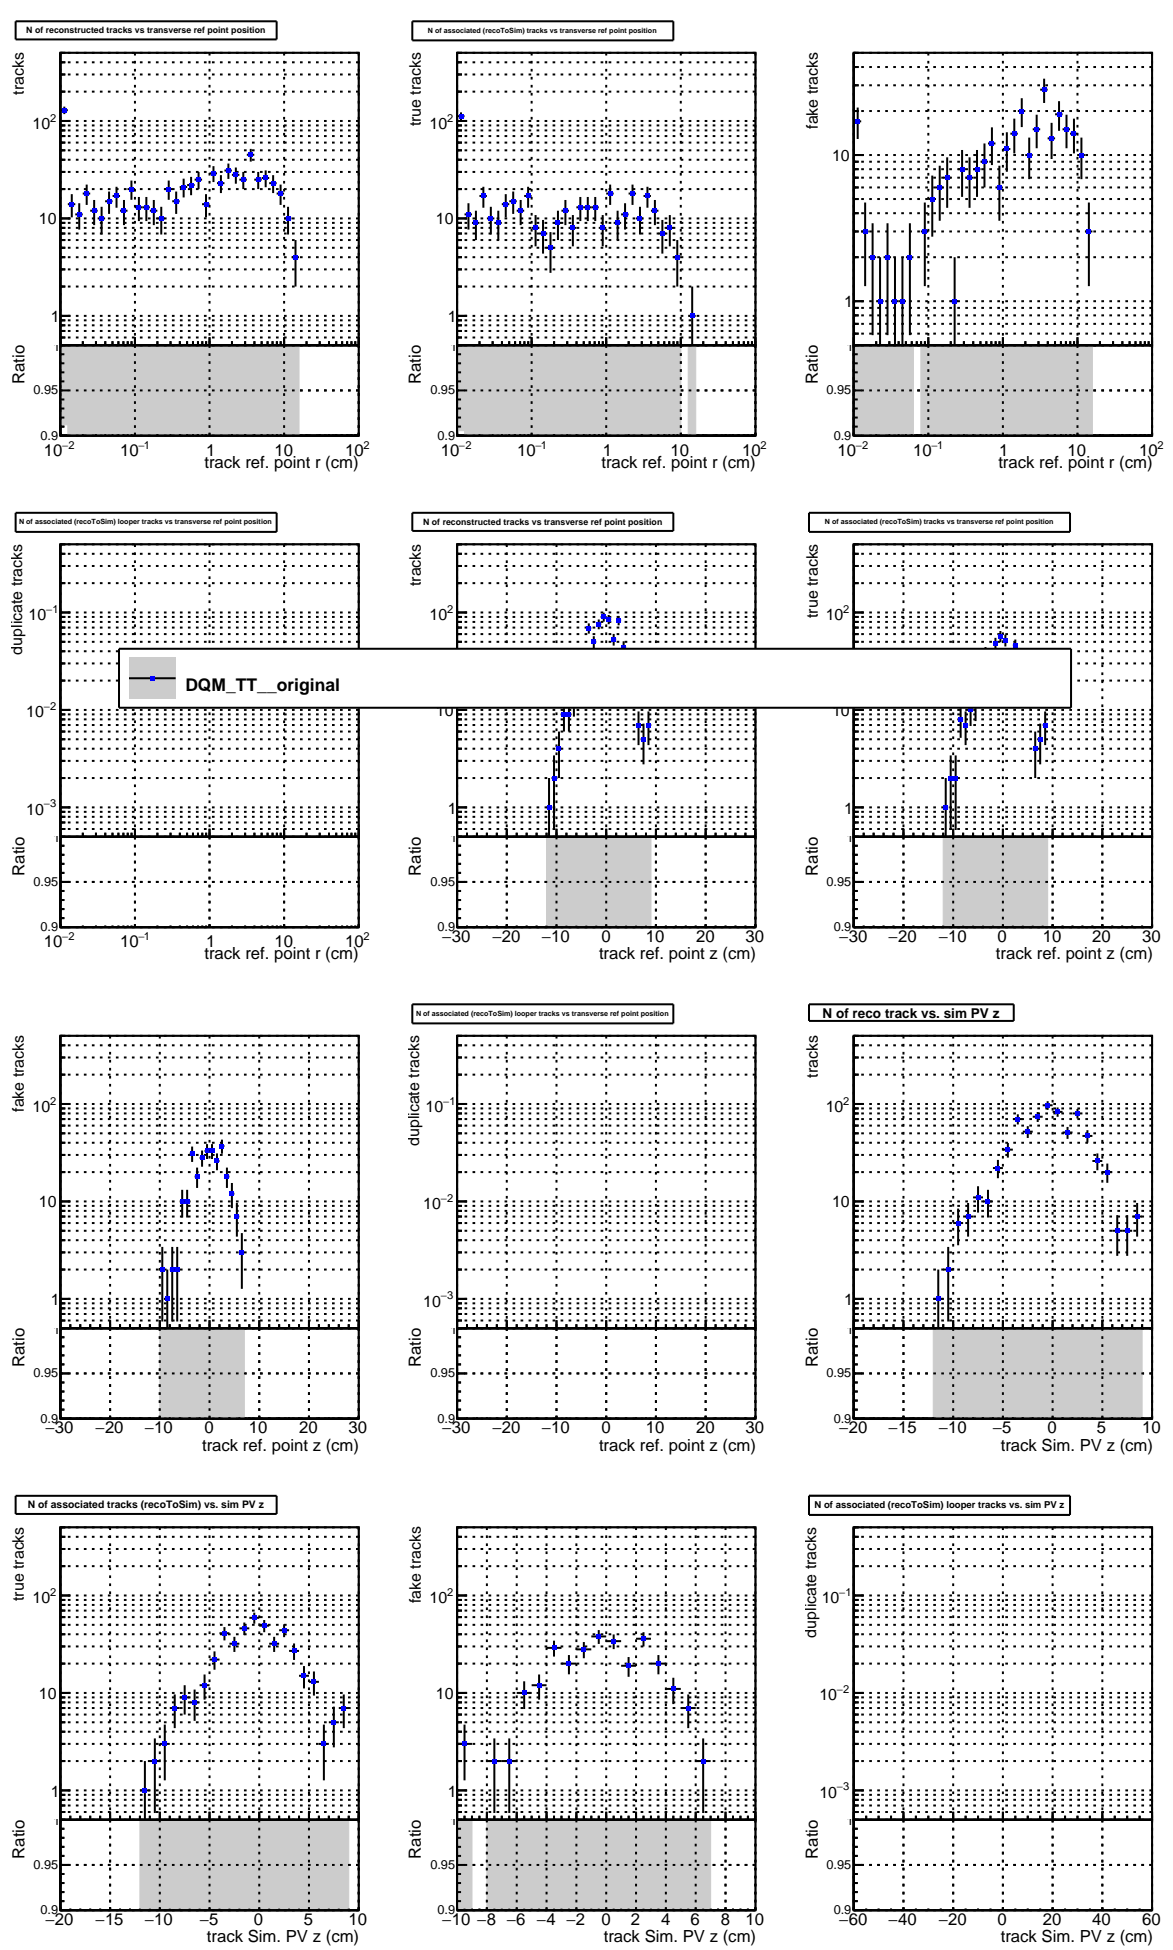 N of reconstructed tracks vs transverse ref point position
tracks
10²
10
1
Ratio
1
0.95
0.9
10⁻² 10⁻¹ 1 10 10²
track ref. point r (cm)
N of associated (recoToSim) tracks vs transverse ref point position
true tracks
10²
10
1
Ratio
1
0.95
0.9
10⁻² 10⁻¹ 1 10 10²
track ref. point r (cm)
fake tracks
10
1
Ratio
1
0.95
0.9
10⁻² 10⁻¹ 1 10 10²
track ref. point r (cm)
N of associated (recoToSim) looper tracks vs transverse ref point position
duplicate tracks
10⁻¹
10⁻²
10⁻³
Ratio
1
0.95
0.9
10⁻² 10⁻¹ 1 10 10²
track ref. point r (cm)
N of reconstructed tracks vs transverse ref point position
tracks
10²
10
1
Ratio
1
0.95
0.9
−30 −20 −10 0 10 20 30
track ref. point z (cm)
N of associated (recoToSim) tracks vs transverse ref point position
true tracks
10²
10
1
Ratio
1
0.95
0.9
−30 −20 −10 0 10 20 30
track ref. point z (cm)
DQM_TT__original
fake tracks
10²
10
1
Ratio
1
0.95
0.9
−30 −20 −10 0 10 20 30
track ref. point z (cm)
N of associated (recoToSim) looper tracks vs transverse ref point position
duplicate tracks
10⁻¹
10⁻²
10⁻³
Ratio
1
0.95
0.9
−30 −20 −10 0 10 20 30
track ref. point z (cm)
N of reco track vs. sim PV z
tracks
10²
10
1
Ratio
1
0.95
0.9
−20 −15 −10 −5 0 5 10
track Sim. PV z (cm)
N of associated tracks (recoToSim) vs. sim PV z
true tracks
10²
10
1
Ratio
1
0.95
0.9
−20 −15 −10 −5 0 5 10
track Sim. PV z (cm)
fake tracks
10²
10
1
Ratio
1
0.95
0.9
−10 −8 −6 −4 −2 0 2 4 6 8 10
track Sim. PV z (cm)
N of associated (recoToSim) looper tracks vs. sim PV z
duplicate tracks
10⁻¹
10⁻²
10⁻³
Ratio
1
0.95
0.9
−60 −40 −20 0 20 40 60
track Sim. PV z (cm)